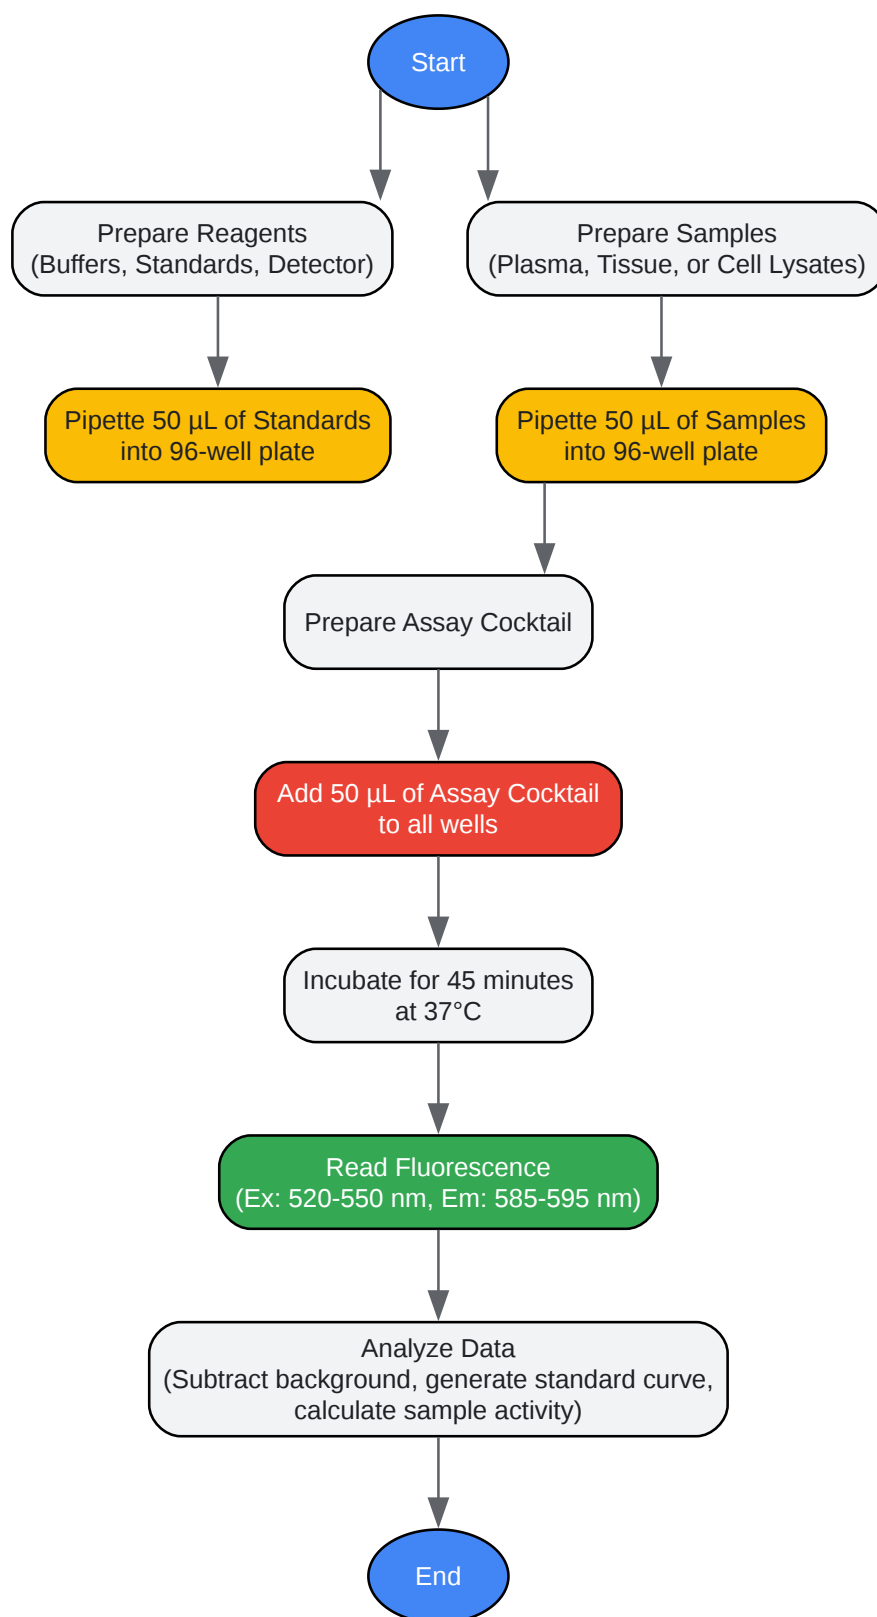 Start
Prepare Reagents
(Buffers, Standards, Detector)
Prepare Samples
(Plasma, Tissue, or Cell Lysates)
Pipette 50 µL of Standards
into 96-well plate
Pipette 50 µL of Samples
into 96-well plate
Prepare Assay Cocktail
Add 50 µL of Assay Cocktail
to all wells
Incubate for 45 minutes
at 37°C
Read Fluorescence
(Ex: 520-550 nm, Em: 585-595 nm)
Analyze Data
(Subtract background, generate standard curve,
calculate sample activity)
End